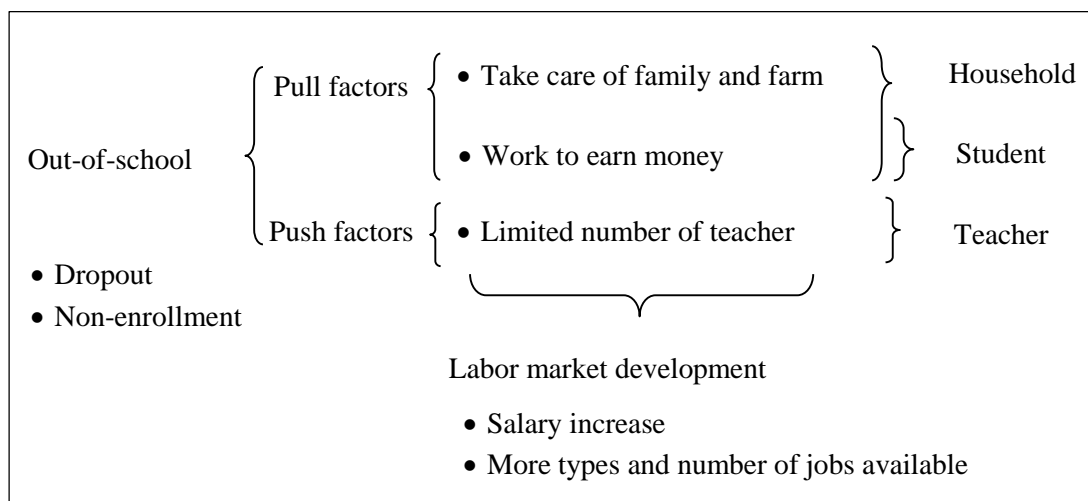 Pull factors
• Take care of family and farm
Household
Out-of-school
• Work to earn money
Student
Push factors
• Limited number of teacher
Teacher
• Dropout
• Non-enrollment
Labor market development
• Salary increase
• More types and number of jobs available